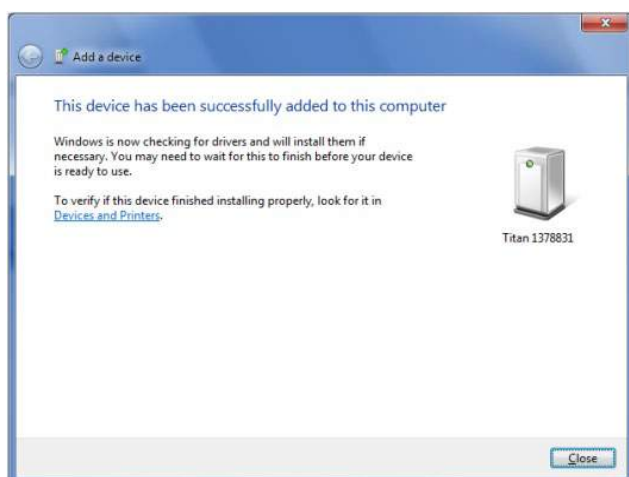 Add a device
This device has been successfully added to this computer
Windows is now checking for drivers and will install them if
necessary. You may need to wait for this to finish before your device
is ready to use.
To verify if this device finished installing properly, look for it in
Devices and Printers.
Titan 1378831
Close